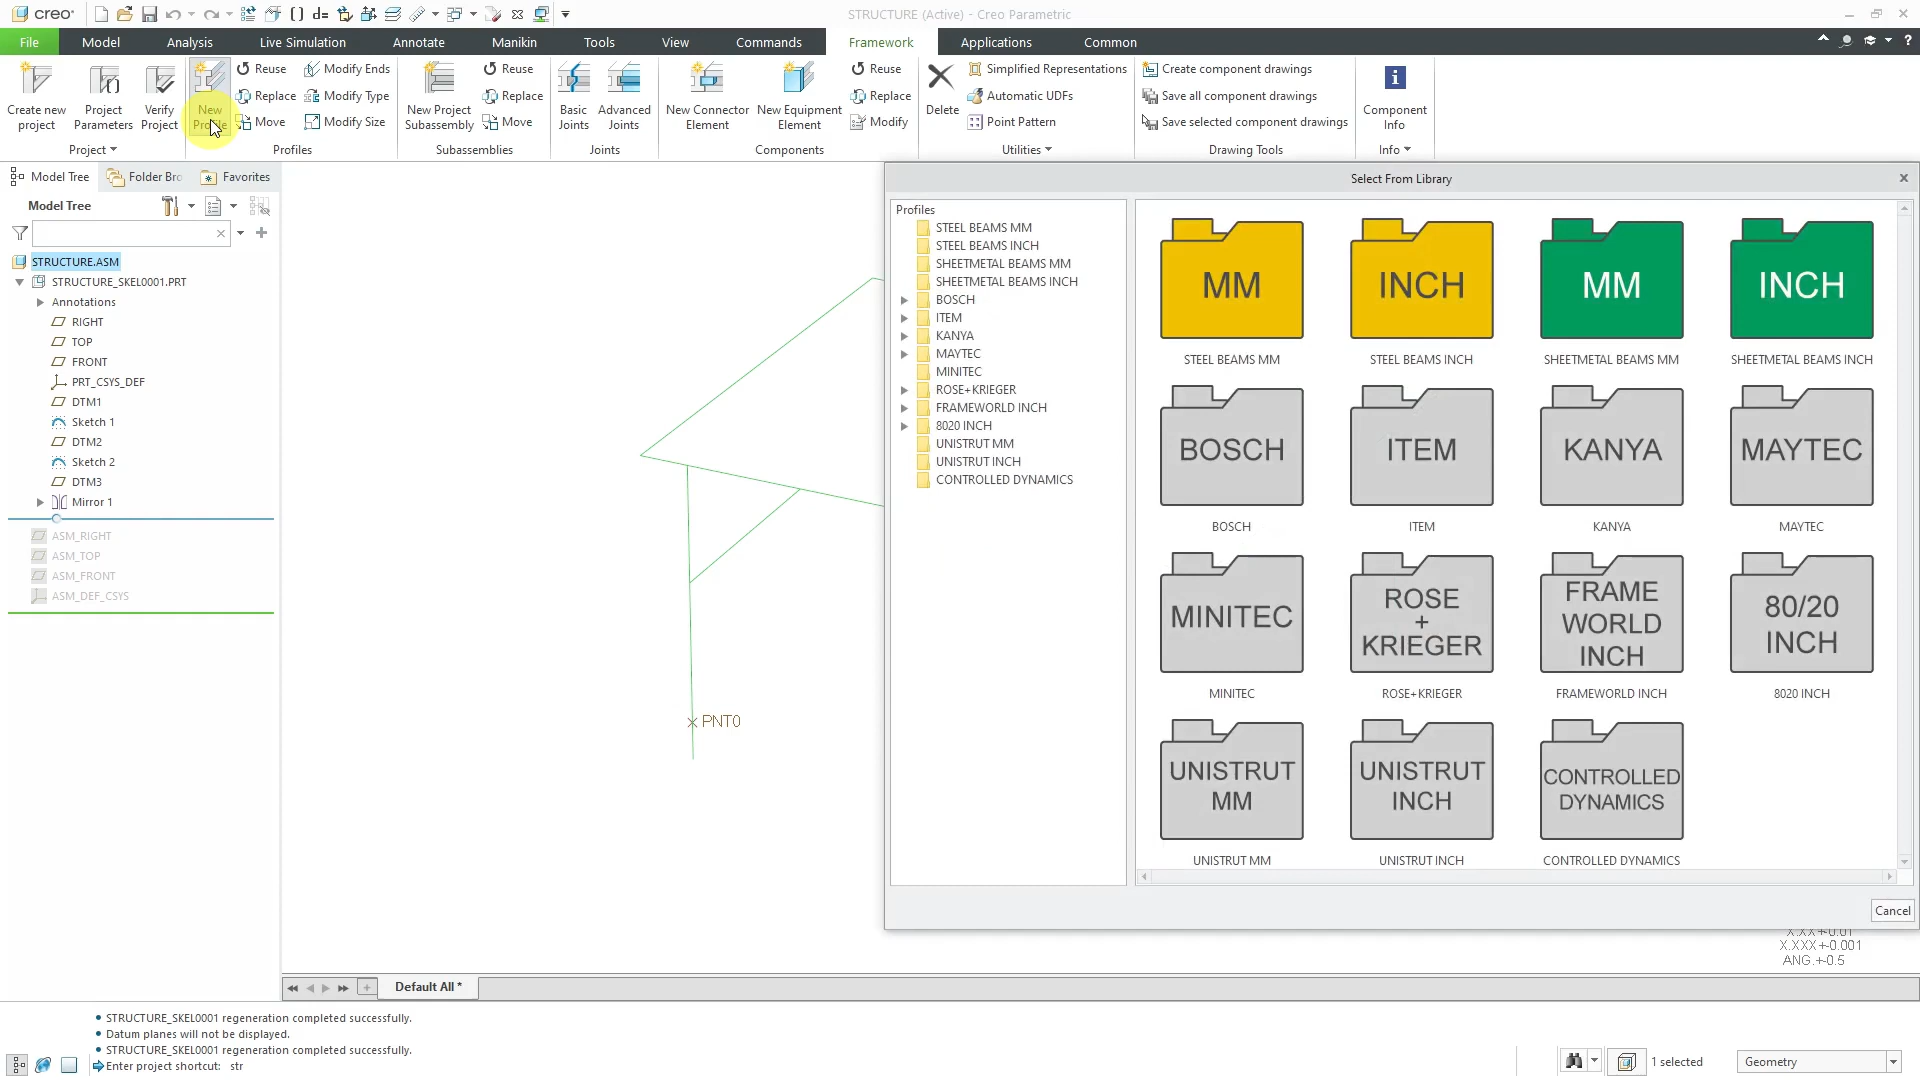 creo
d=
STRUCTURE (Active) - Creo Parametric
File
Model
Analysis
Live Simulation
Annotate
Manikin
Tools
View
Commands
Framework
Applications
Common
Create new project
Project Parameters
Verify Project
Project
New Profile
Reuse
Replace
Move
Modify Ends
Modify Type
Modify Size
Profiles
New Project Subassembly
Reuse
Replace
Move
Subassemblies
Basic Joints
Advanced Joints
Joints
New Connector Element
New Equipment Element
Reuse
Replace
Modify
Components
Delete
Simplified Representations
Automatic UDFs
Point Pattern
Utilities
Create component drawings
Save all component drawings
Save selected component drawings
Drawing Tools
Component Info
Info
Model Tree
Folder Bro
Favorites
Model Tree
STRUCTURE.ASM
STRUCTURE_SKEL0001.PRT
Annotations
RIGHT
TOP
FRONT
PRT_CSYS_DEF
DTM1
Sketch 1
DTM2
Sketch 2
DTM3
Mirror 1
ASM_RIGHT
ASM_TOP
ASM_FRONT
ASM_DEF_CSYS
PNT0
Select From Library
Profiles
STEEL BEAMS MM
STEEL BEAMS INCH
SHEETMETAL BEAMS MM
SHEETMETAL BEAMS INCH
BOSCH
ITEM
KANYA
MAYTEC
MINITEC
ROSE+KRIEGER
FRAMEWORLD INCH
8020 INCH
UNISTRUT MM
UNISTRUT INCH
CONTROLLED DYNAMICS
MM
INCH
MM
INCH
STEEL BEAMS MM
STEEL BEAMS INCH
SHEETMETAL BEAMS MM
SHEETMETAL BEAMS INCH
BOSCH
ITEM
KANYA
MAYTEC
BOSCH
ITEM
KANYA
MAYTEC
MINITEC
ROSE
+
KRIEGER
FRAME
WORLD
INCH
80/20
INCH
MINITEC
ROSE+KRIEGER
FRAMEWORLD INCH
8020 INCH
UNISTRUT
MM
UNISTRUT
INCH
CONTROLLED
DYNAMICS
UNISTRUT MM
UNISTRUT INCH
CONTROLLED DYNAMICS
Cancel
X.XX+-0.01
X.XXX+-0.001
ANG.+-0.5
Default All *
STRUCTURE_SKEL0001 regeneration completed successfully.
Datum planes will not be displayed.
STRUCTURE_SKEL0001 regeneration completed successfully.
Enter project shortcut: str
1 selected
Geometry